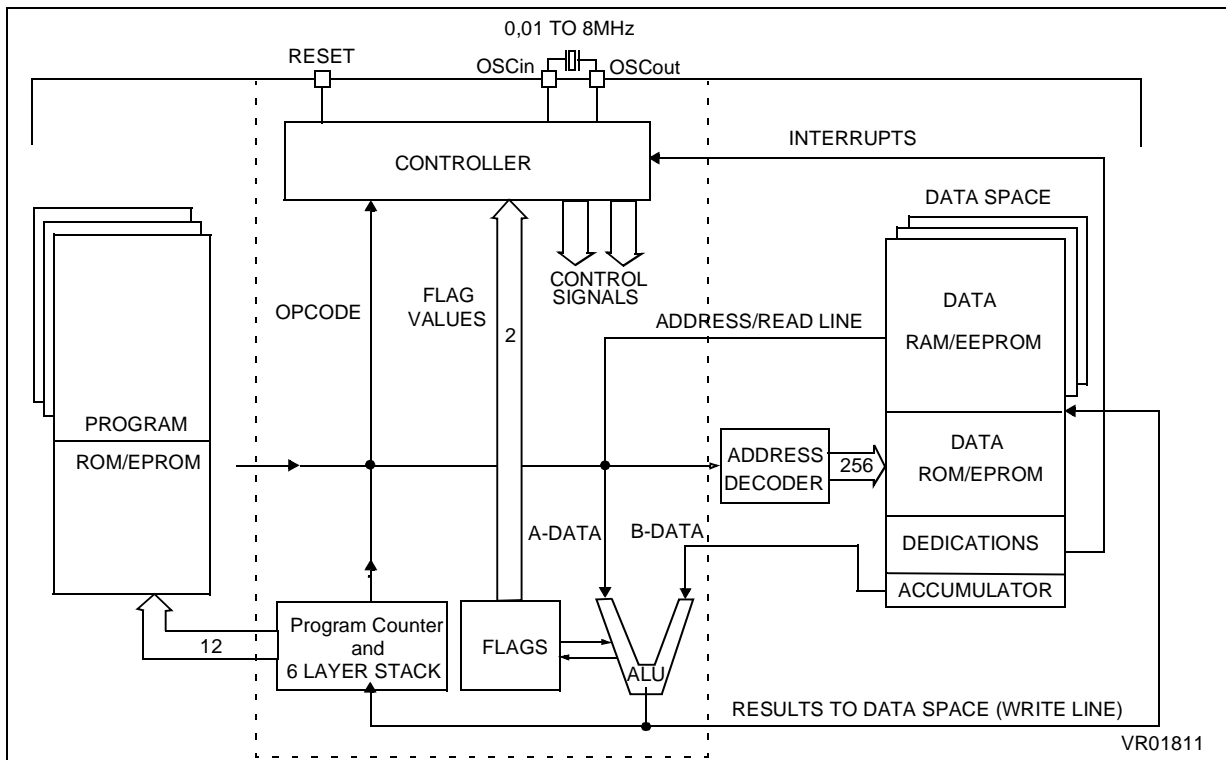 0,01 TO 8MHz
RESET
OSCin
OSCout
INTERRUPTS
CONTROLLER
DATA SPACE
CONTROL
SIGNALS
OPCODE
FLAG
VALUES
2
ADDRESS/READ LINE
DATA
RAM/EEPROM
PROGRAM
ROM/EPROM
ADDRESS
DECODER
256
DATA
ROM/EPROM
A-DATA
B-DATA
DEDICATIONS
ACCUMULATOR
12
Program Counter
and
6 LAYER STACK
FLAGS
ALU
RESULTS TO DATA SPACE (WRITE LINE)
VR01811